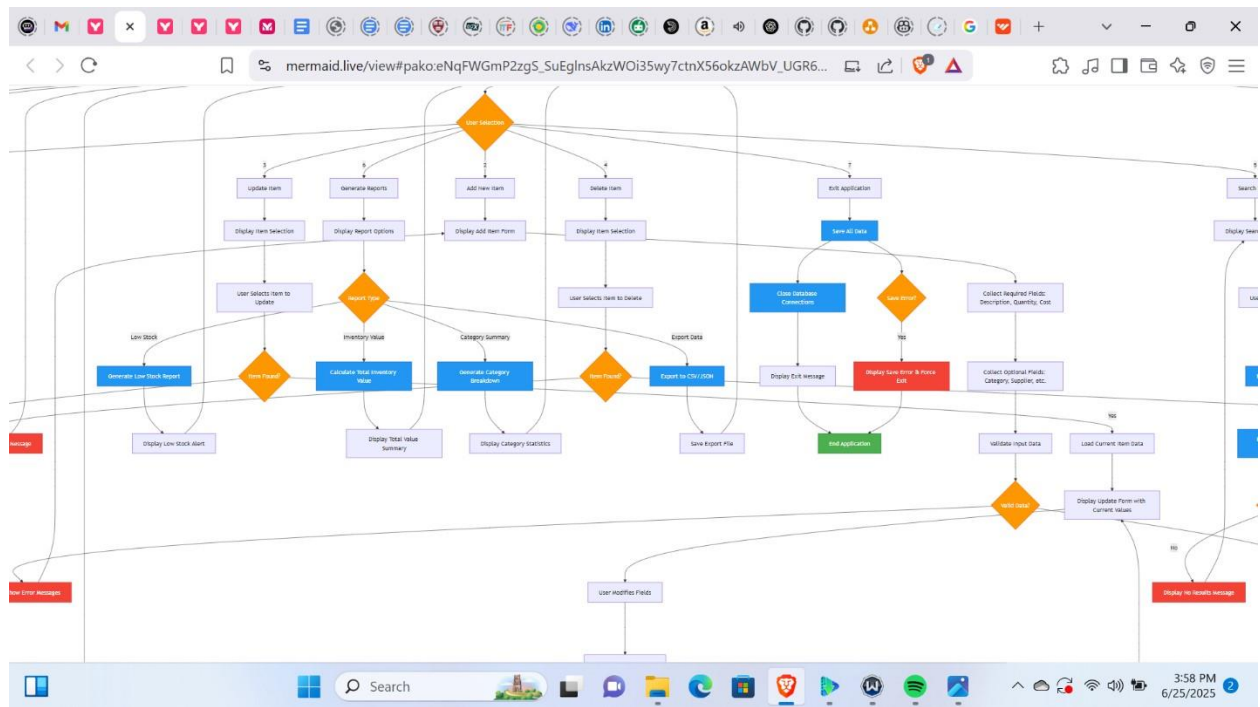 mermaid.live/view#pako:eNqFWGmP2zgS_SuEglnsAkzWOi35wy7ctnX56okzAWbV_UGR6...
User Selection
3
6
2
4
7
5
Update Item
Generate Reports
Add New Item
Delete Item
Exit Application
Search
Display Item Selection
Display Report Options
Display Add Item Form
Display Item Selection
Save All Data
Display Sear
User Selects Item to
Update
Report Type
User Selects Item to Delete
Close Database
Connections
Save Error?
Collect Required Fields:
Description, Quantity, Cost
Low Stock
Inventory Value
Category Summary
Export Data
Yes
Generate Low Stock Report
Item Found?
Calculate Total Inventory
Value
Generate Category
Breakdown
Item Found?
Export to CSV/JSON
Display Exit Message
Display Save Error & Force
Exit
Collect Optional Fields:
Category, Supplier, etc.
Yes
Message
Display Low Stock Alert
Display Total Value
Summary
Display Category Statistics
Save Export File
End Application
Validate Input Data
Load Current Item Data
Valid Data?
Display Update Form with
Current Values
No
how Error Messages
User Modifies Fields
Display No Results Message
Search
3:58 PM
6/25/2025
2